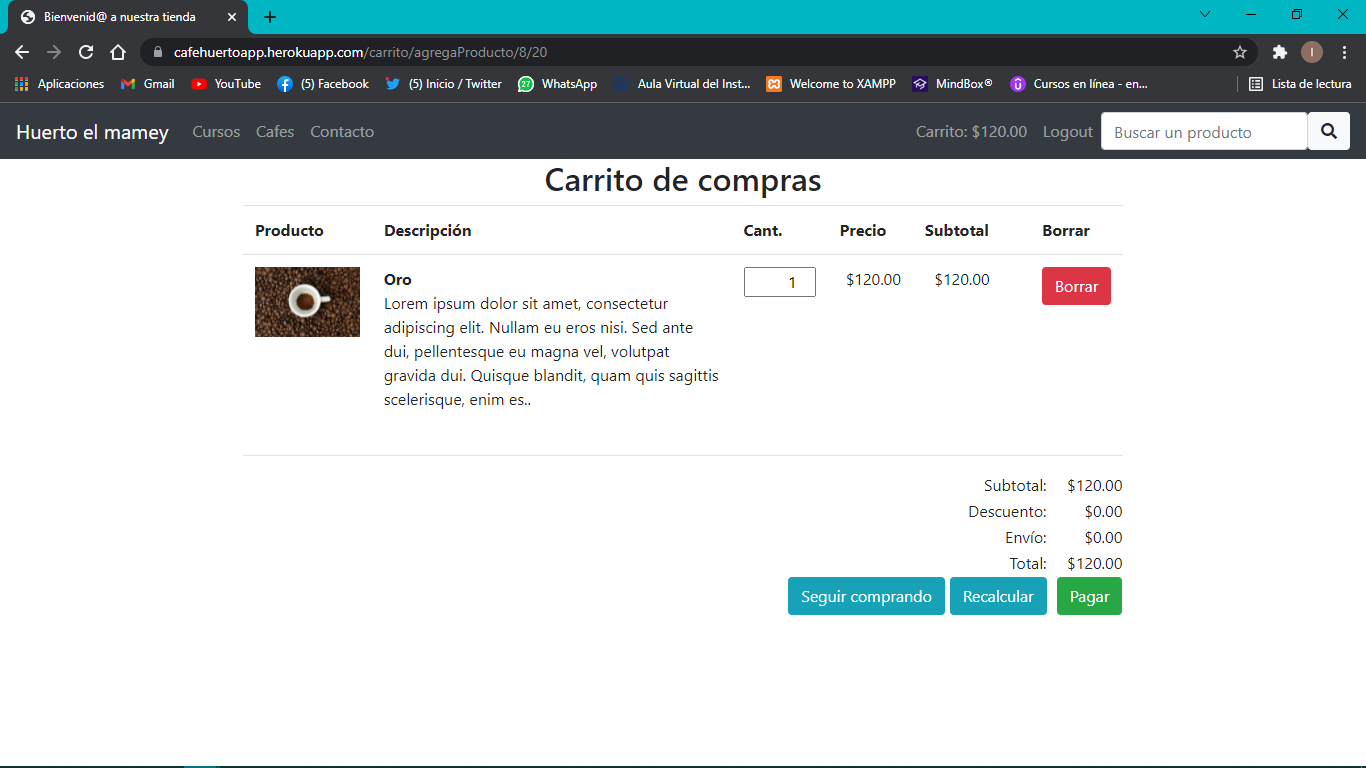 Bienvenid@ a nuestra tienda
cafehuertoapp.herokuapp.com/carrito/agregaProducto/8/20
I
Aplicaciones Gmail YouTube (5) Facebook (5) Inicio / Twitter 27 WhatsApp Aula Virtual del Inst... Welcome to XAMPP MindBox® Cursos en línea - en... Lista de lectura
Huerto el mamey Cursos Cafes Contacto Carrito: $120.00 Logout Buscar un producto
Carrito de compras
Producto Descripción Cant. Precio Subtotal Borrar
Oro 1 $120.00 $120.00 Borrar
Lorem ipsum dolor sit amet, consectetur
adipiscing elit. Nullam eu eros nisi. Sed ante
dui, pellentesque eu magna vel, volutpat
gravida dui. Quisque blandit, quam quis sagittis
scelerisque, enim es..
Subtotal: $120.00
Descuento: $0.00
Envío: $0.00
Total: $120.00
Seguir comprando Recalcular Pagar